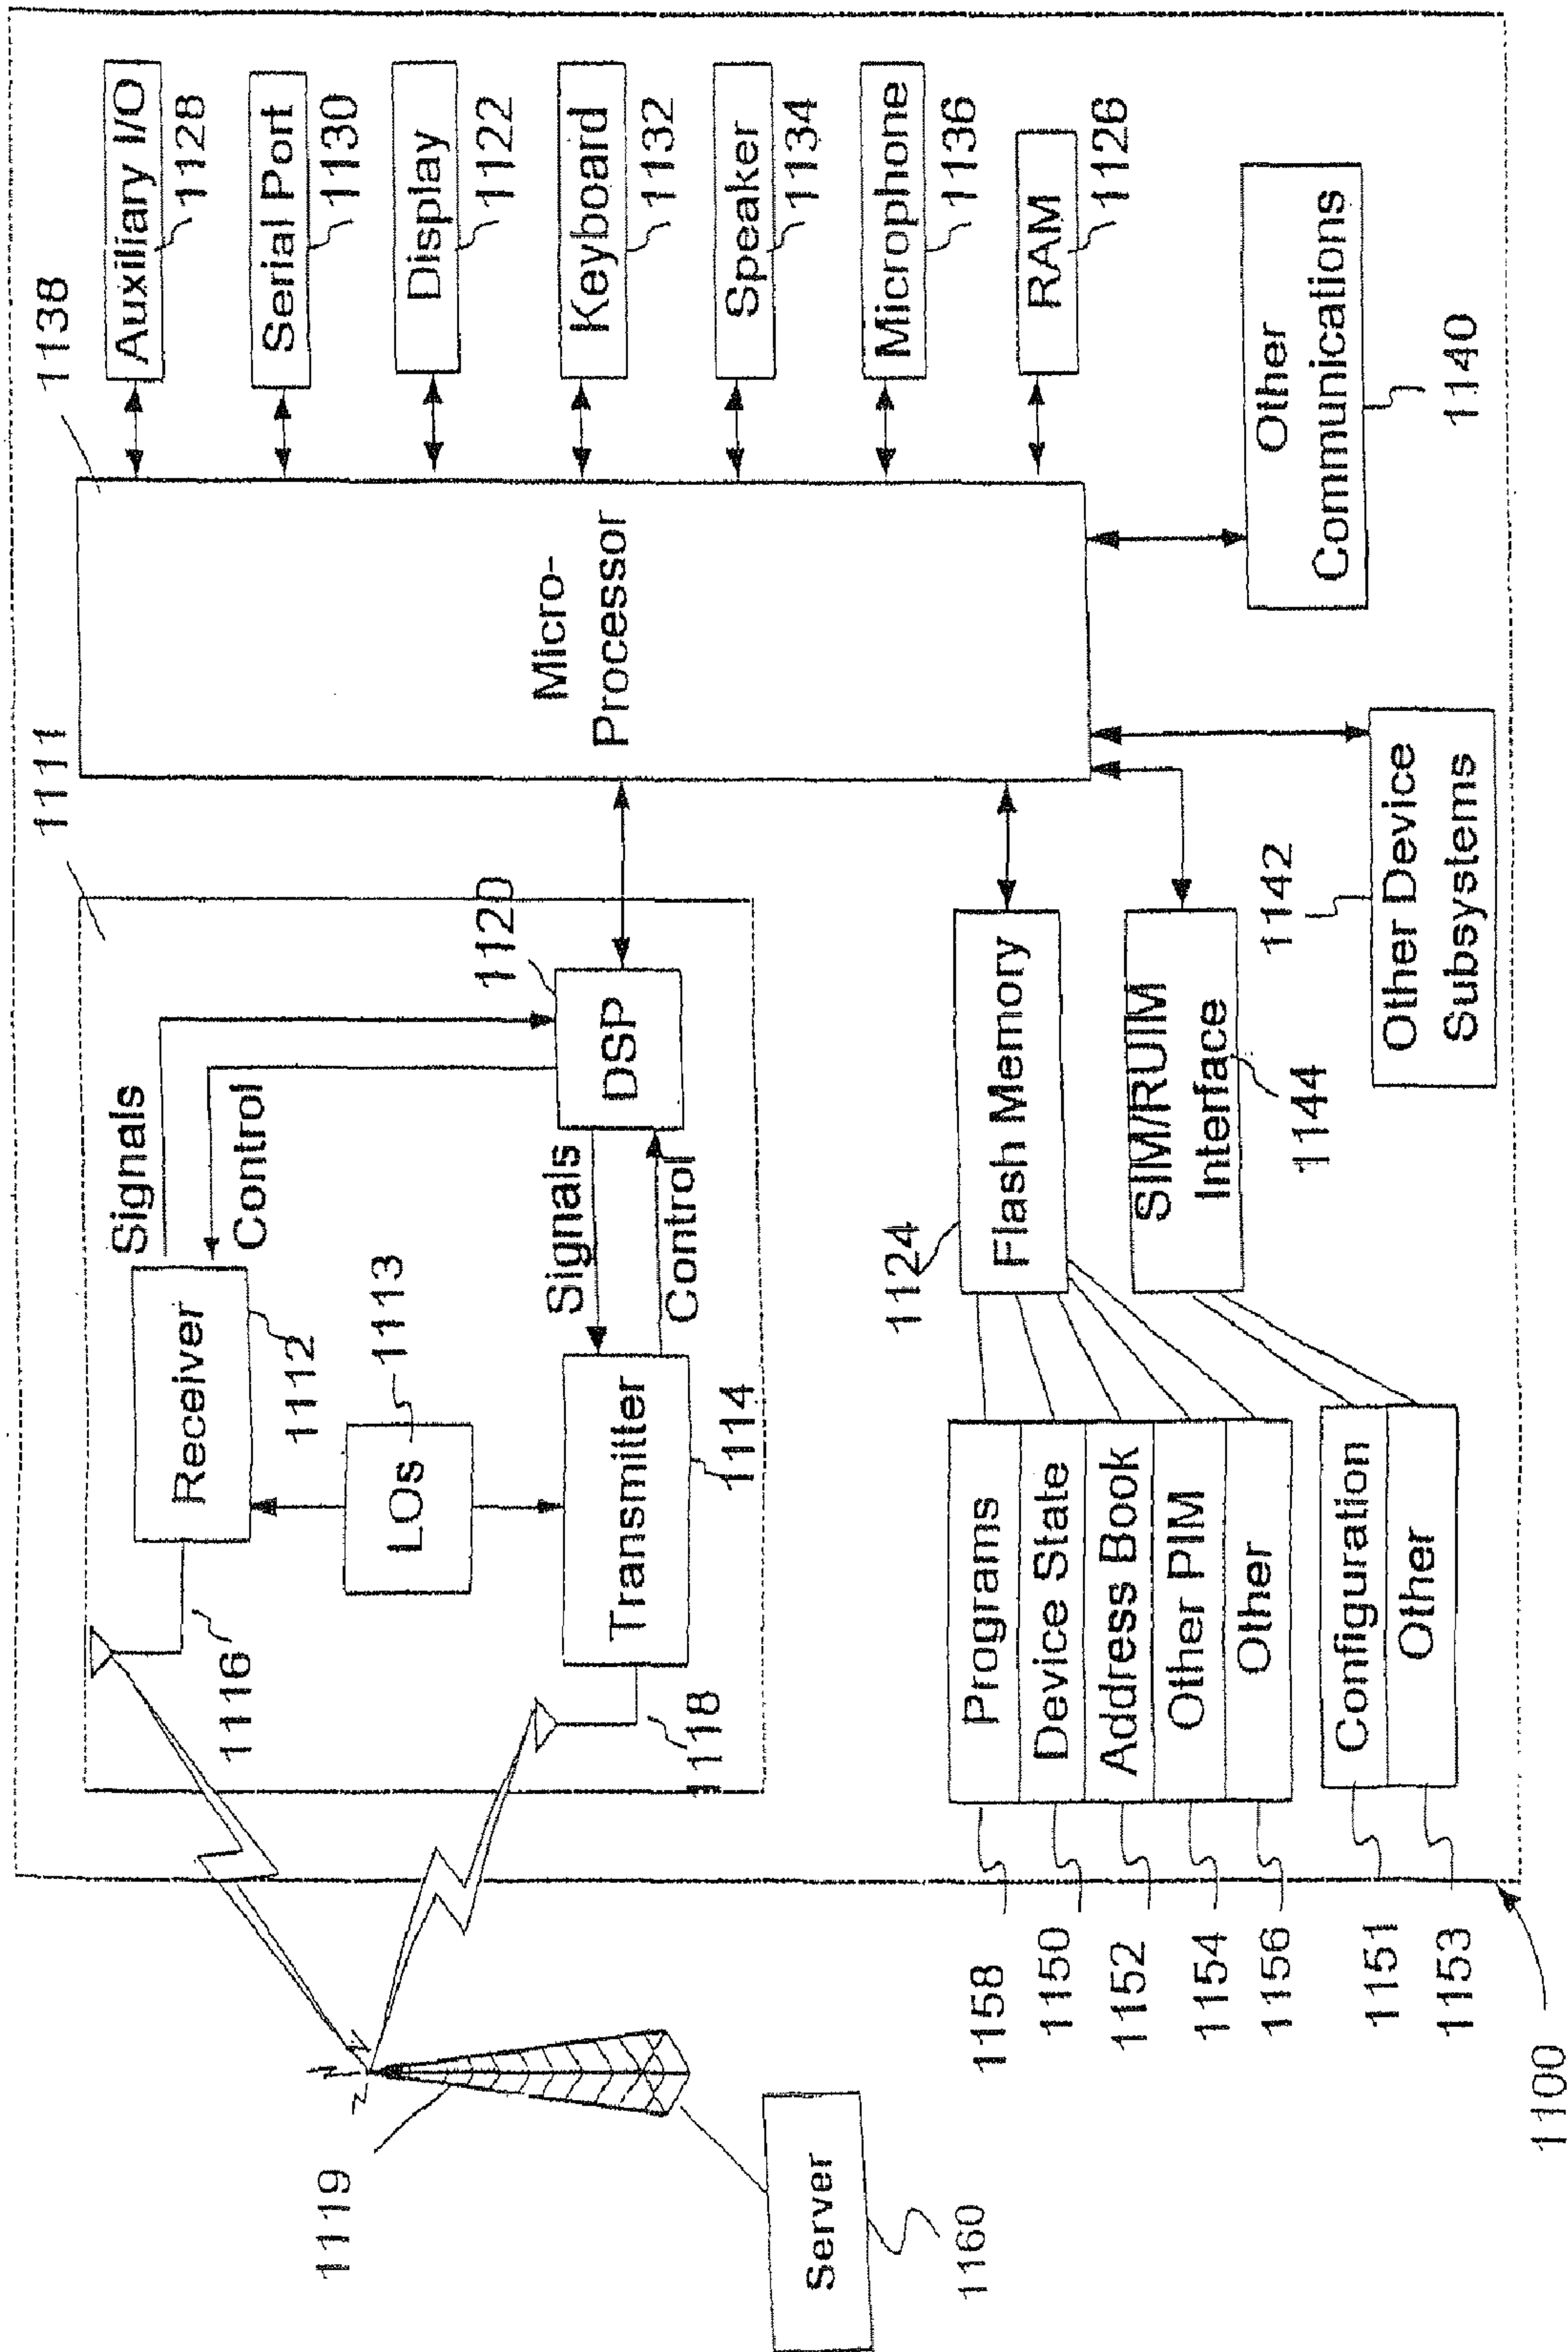 1138
1111
Auxiliary I/O
1128
Serial Port
1130
Display
1122
Keyboard
1132
Speaker
1134
Microphone
1136
RAM
1126
Micro-
Processor
Other
Communications
1140
Signals
Control
1120
DSP
Receiver
1112
LOs
1113
Signals
Control
Transmitter
1114
1116
1118
1124
Flash Memory
SIM/RUIM
Interface
1144
1142
Other Device
Subsystems
Programs
Device State
Address Book
Other PIM
Other
Configuration
Other
1158
1150
1152
1154
1156
1151
1153
1119
Server
1160
1100